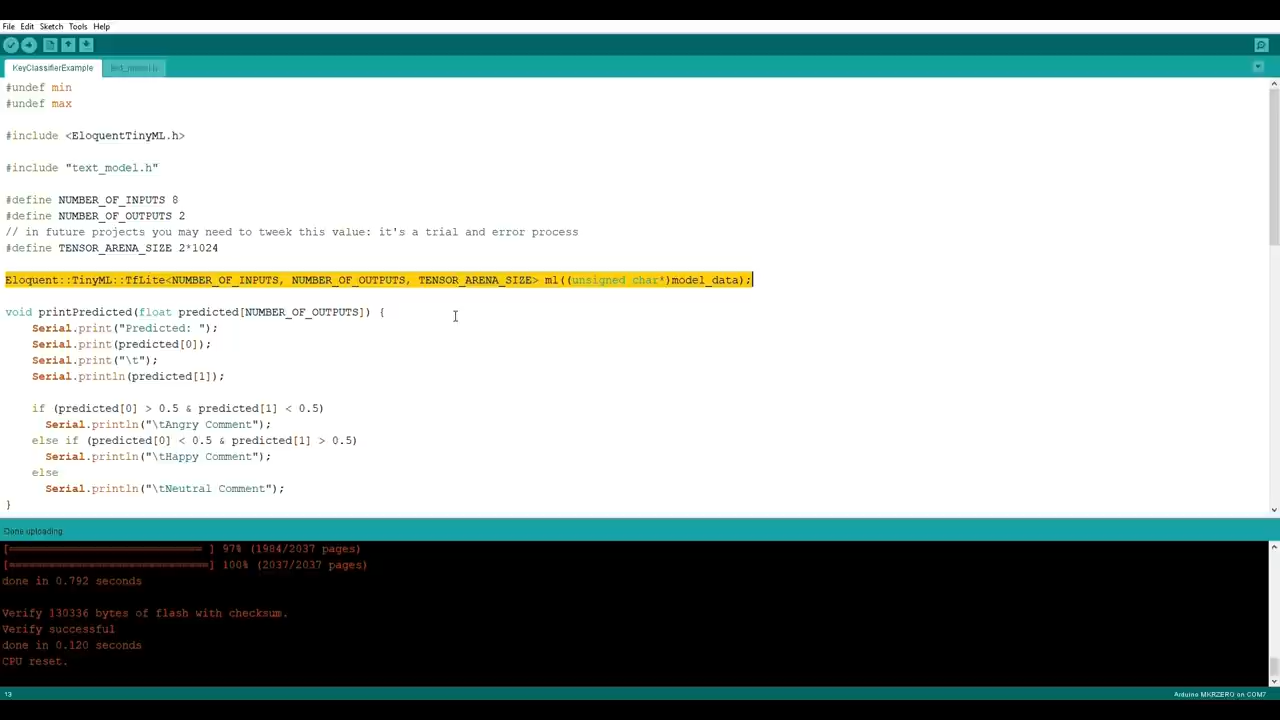 File Edit Sketch Tools Help
KeyClassifierExample text_model.h
#undef min
#undef max
#include <EloquentTinyML.h>
#include "text_model.h"
#define NUMBER_OF_INPUTS 8
#define NUMBER_OF_OUTPUTS 2
// in future projects you may need to tweak this value: it's a trial and error process
#define TENSOR_ARENA_SIZE 2*1024
Eloquent::TinyML::TfLite<NUMBER_OF_INPUTS, NUMBER_OF_OUTPUTS, TENSOR_ARENA_SIZE> ml((unsigned char*)model_data);
void printPredicted(float predicted[NUMBER_OF_OUTPUTS]) {
Serial.print("Predicted: ");
Serial.print(predicted[0]);
Serial.print("\t");
Serial.println(predicted[1]);
if (predicted[0] > 0.5 & predicted[1] < 0.5)
Serial.println("\tAngry Comment");
else if (predicted[0] < 0.5 & predicted[1] > 0.5)
Serial.println("\tHappy Comment");
else
Serial.println("\tNeutral Comment");
}
Done uploading.
[============================= ] 97% (1984/2037 pages)
[==============================] 100% (2037/2037 pages)
done in 0.792 seconds
Verify 130336 bytes of flash with checksum.
Verify successful
done in 0.120 seconds
CPU reset.
13 Arduino MKRZERO on COM7